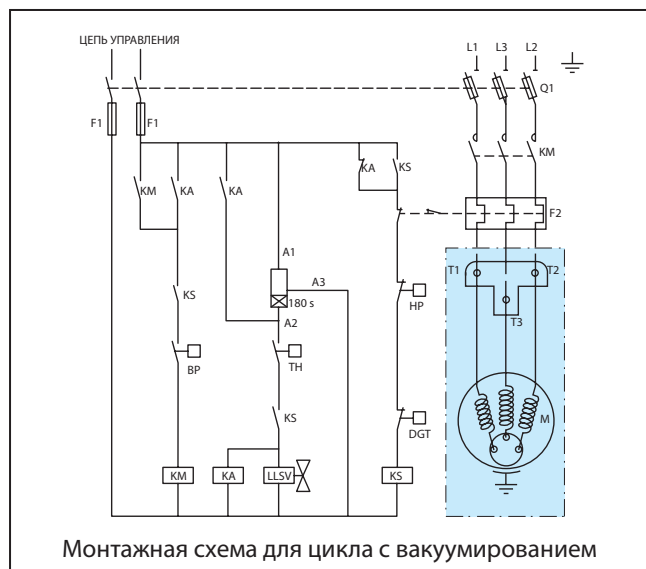 ЦЕПЬ УПРАВЛЕНИЯ
L1 L3 L2
Q1
F1 F1
KM KA KA KA KS KM
F2
A1
A3
180 s
A2
KS
HP
BP
TH
T1 T2
T3
KS
DGT
M
KM KA LLSV KS
Монтажная схема для цикла с вакуумированием